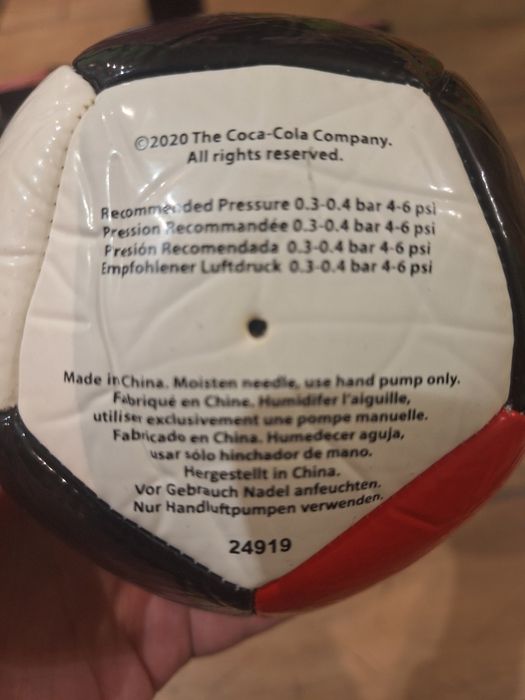 ©2020 The Coca-Cola Company.
All rights reserved.
Recommended Pressure 0.3-0.4 bar 4-6 psi
Pression Recommandée 0.3-0.4 bar 4-6 psi
Presión Recomendada 0.3-0.4 bar 4-6 psi
Empfohlener Luftdruck 0.3-0.4 bar 4-6 psi
Made in China. Moisten needle, use hand pump only.
Fabriqué en Chine. Humidifer l'aiguille,
utiliser exclusivement une pompe manuelle.
Fabricado en China. Humedecer aguja,
usar sólo hinchador de mano.
Hergestellt in China.
Vor Gebrauch Nadel anfeuchten.
Nur Handluftpumpen verwenden.
24919